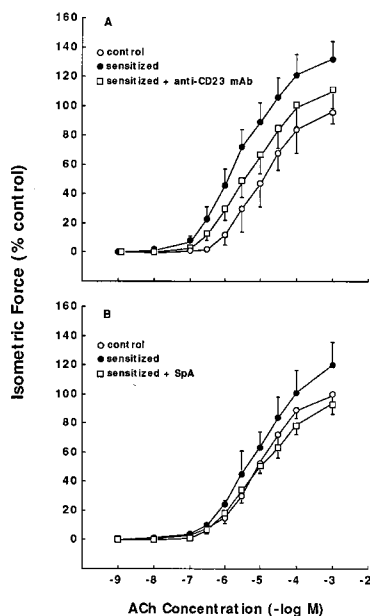 A
control
sensitized
sensitized + anti-CD23 mAb
160
140
120
100
80
60
40
20
0
Isometric Force (% control)
B
control
sensitized
sensitized + SpA
160
140
120
100
80
60
40
20
0
-9 -8 -7 -6 -5 -4 -3 -2
ACh Concentration (-log M)